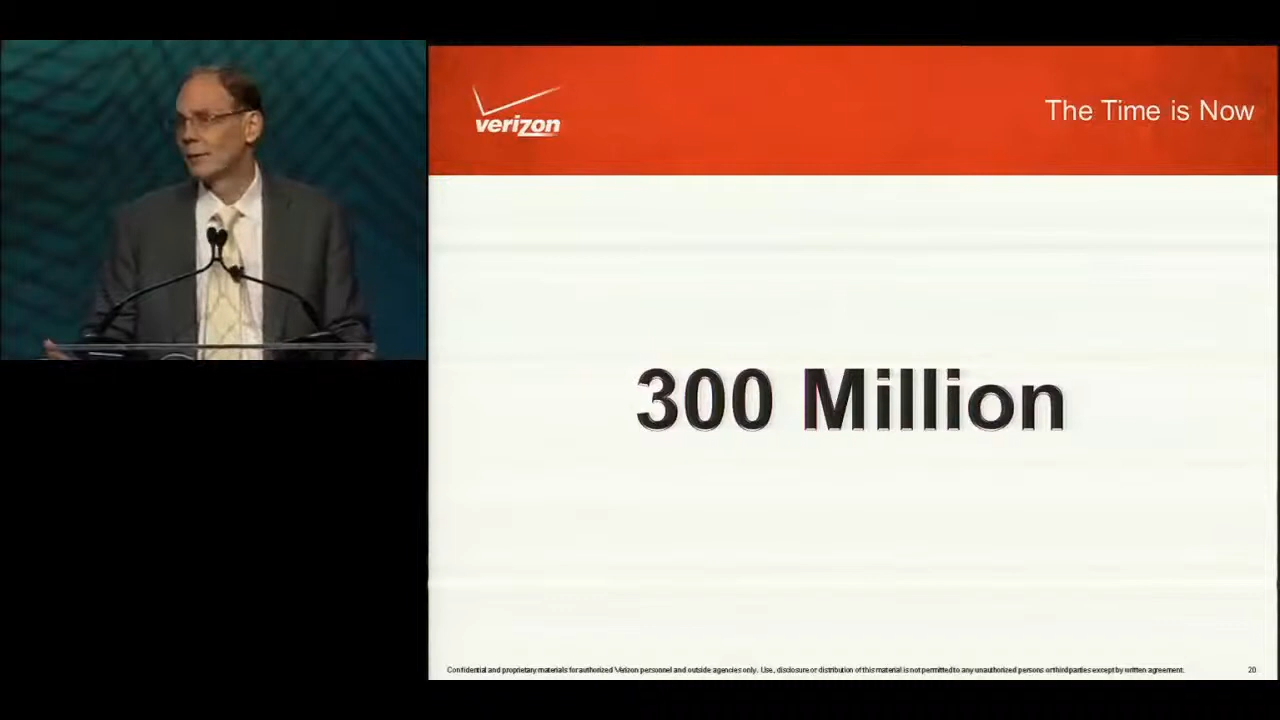 verizon
The Time is Now
300 Million
Confidential and proprietary materials for authorized Verizon personnel and outside agencies only. Use, disclosure or distribution of this material is not permitted to any unauthorized persons or third parties except by written agreement.
20